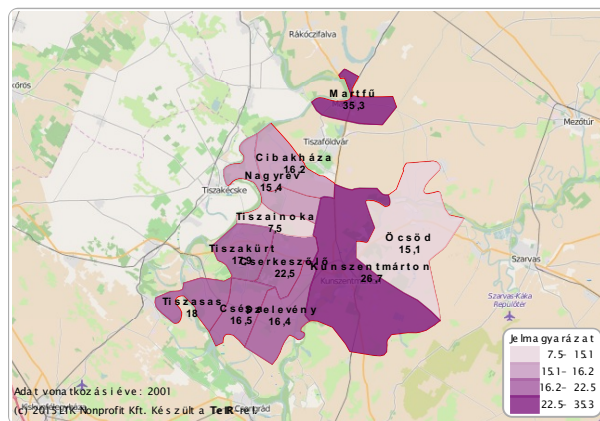 Rákóczifalva
Martfű
35,3
Mezőtúr
Tiszaföldvár
Cibakháza
16,2
Nagyrév
15,4
Tiszakécske
Tiszainoka
7,5
Öcsöd
15,1
Tiszakürt
17,9
Cserkeszőlő
22,5
Kunszentmárton
26,7
Szarvas
Szarvas-Káka
Repülőtér
Tiszasas
18
Csépa
16,5
Szelevény
16,4
Jelmagyarázat
7.5- 15.1
15.1- 16.2
16.2- 22.5
22.5- 35.3
Adat vonatkozási éve: 2001
(c) 2015 LTK Nonprofit Kft. Készült a TeIR-rel